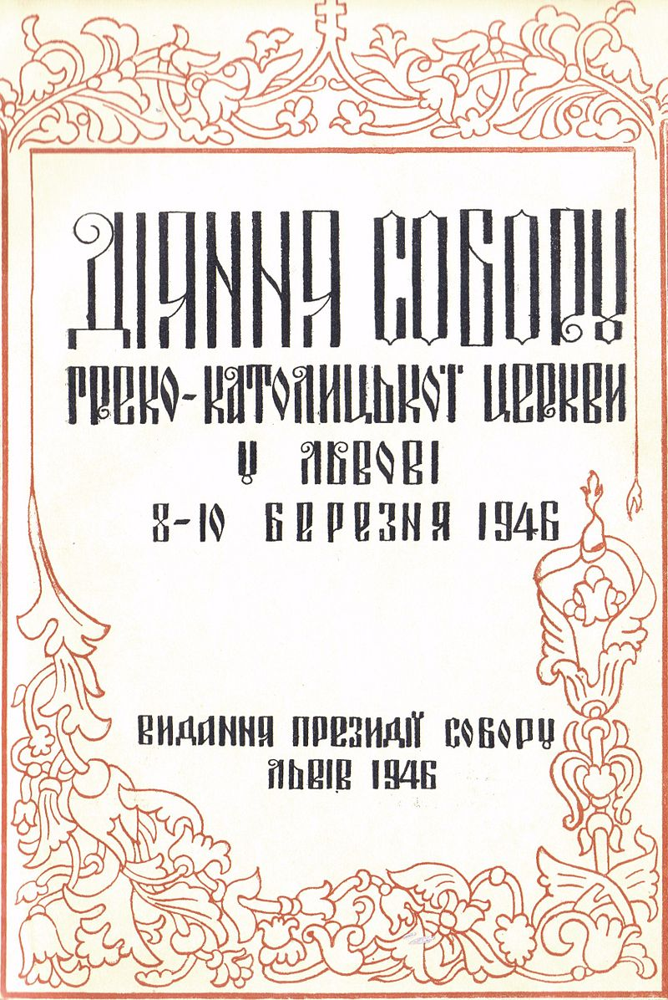 ДІЯННЯ СОБОРУ
ГРЕКО-КАТОЛИЦЬКОЇ ЦЕРКВИ
У ЛЬВОВІ
8-10 БЕРЕЗНЯ 1946
ВИДАННЯ ПРЕЗИДІЇ СОБОРУ
ЛЬВІВ 1946